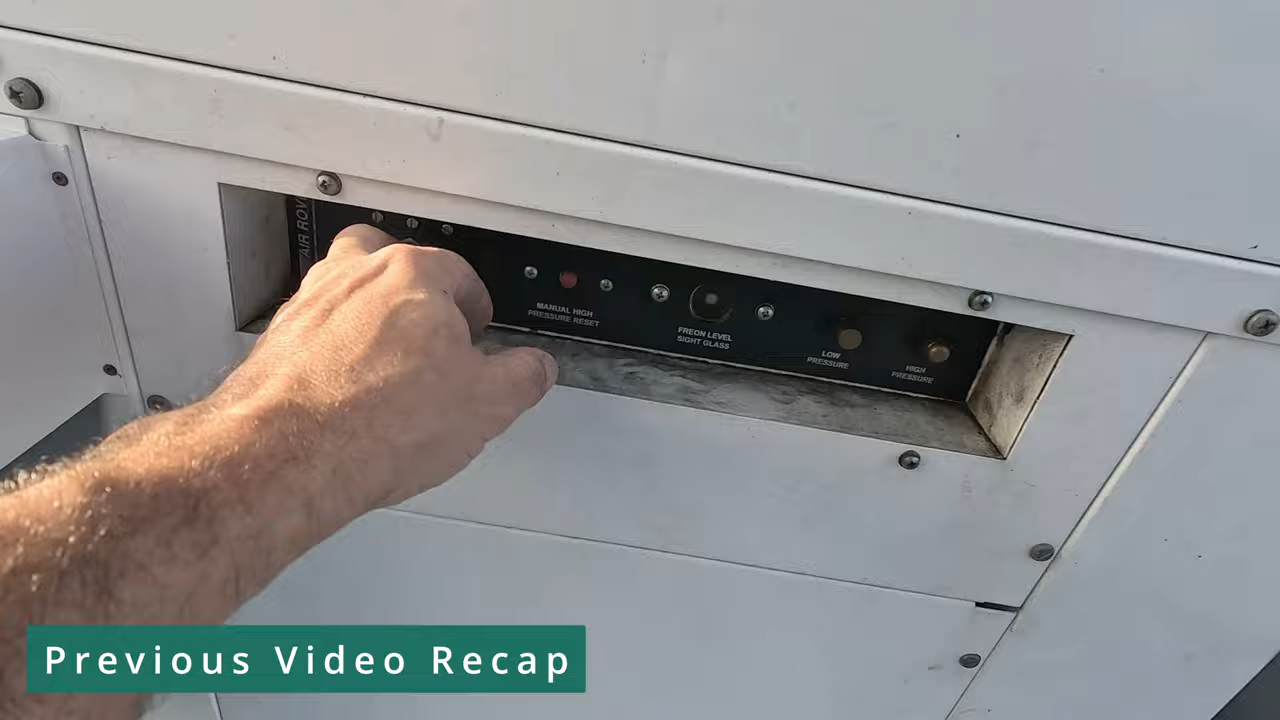 AIR ROV
MANUAL HIGH
PRESSURE RESET
FREON LEVEL
SIGHT GLASS
LOW
PRESSURE
HIGH
PRESSURE
Previous Video Recap